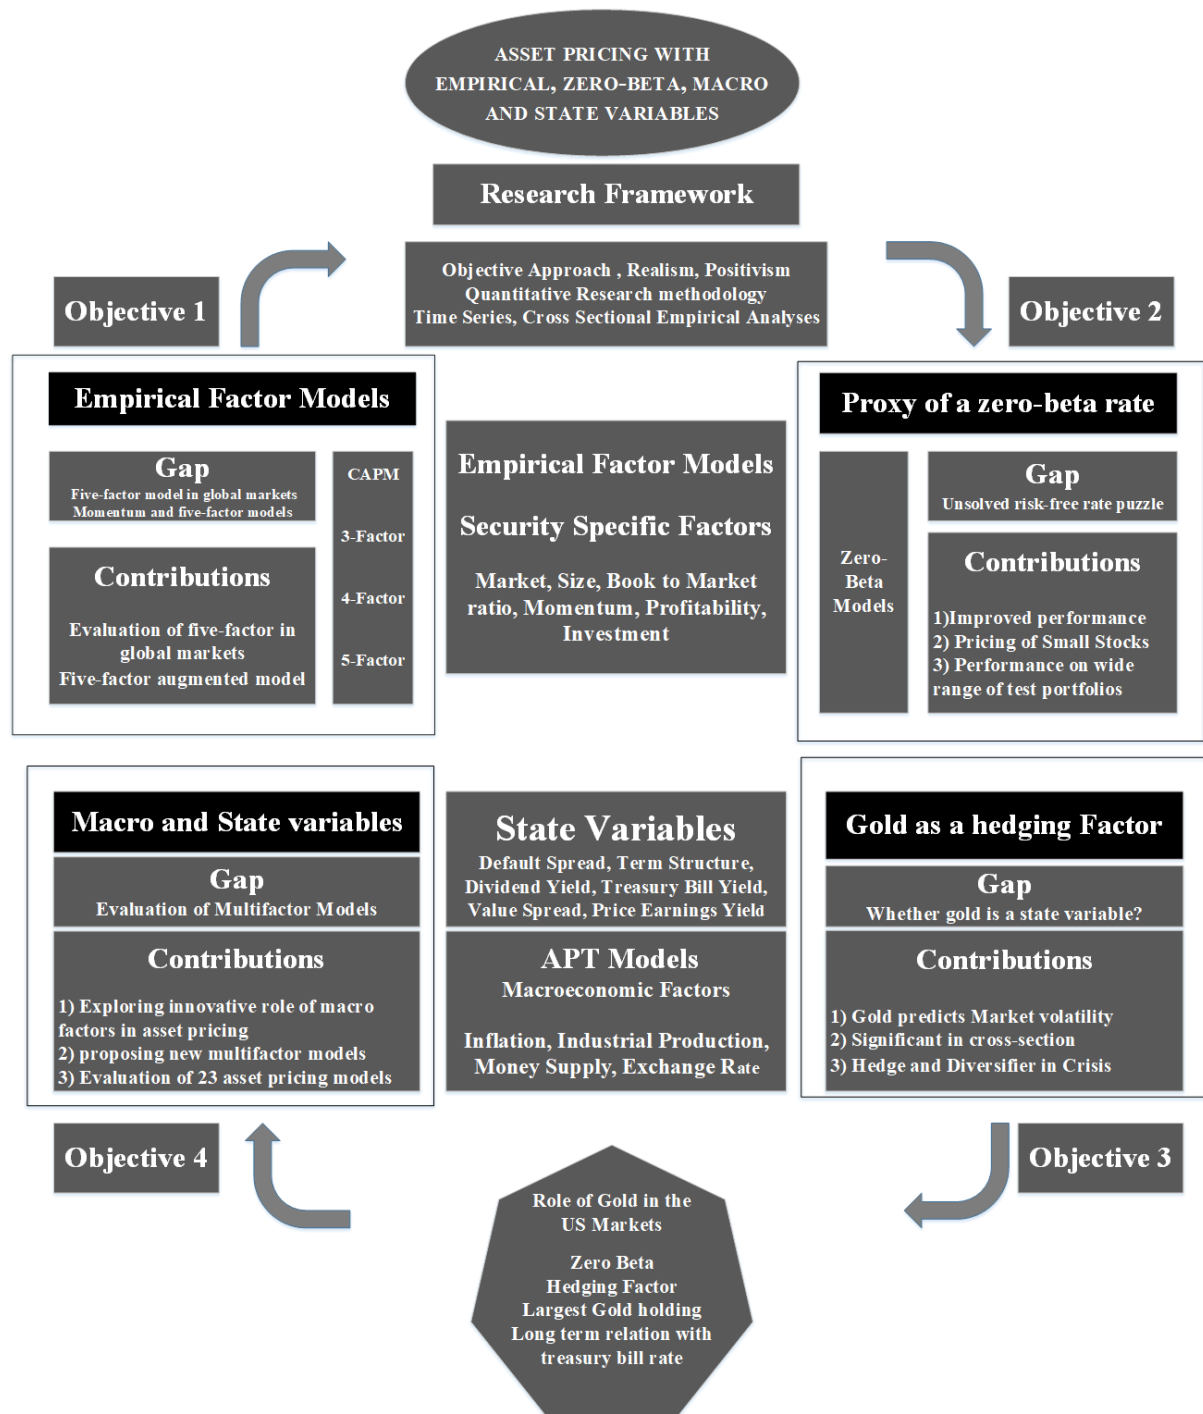 ASSET PRICING WITH
EMPIRICAL, ZERO-BETA, MACRO
AND STATE VARIABLES
Research Framework
Objective Approach , Realism, Positivism
Quantitative Research methodology
Time Series, Cross Sectional Empirical Analyses
Objective 1
Objective 2
Empirical Factor Models
Gap
Five-factor model in global markets
Momentum and five-factor models
Contributions
Evaluation of five-factor in
global markets
Five-factor augmented model
CAPM
3-Factor
4-Factor
5-Factor
Empirical Factor Models
Security Specific Factors
Market, Size, Book to Market
ratio, Momentum, Profitability,
Investment
Proxy of a zero-beta rate
Zero-
Beta
Models
Gap
Unsolved risk-free rate puzzle
Contributions
1)Improved performance
2) Pricing of Small Stocks
3) Performance on wide
range of test portfolios
Macro and State variables
Gap
Evaluation of Multifactor Models
Contributions
1) Exploring innovative role of macro
factors in asset pricing
2) proposing new multifactor models
3) Evaluation of 23 asset pricing models
State Variables
Default Spread, Term Structure,
Dividend Yield, Treasury Bill Yield,
Value Spread, Price Earnings Yield
APT Models
Macroeconomic Factors
Inflation, Industrial Production,
Money Supply, Exchange Rate
Gold as a hedging Factor
Gap
Whether gold is a state variable?
Contributions
1) Gold predicts Market volatility
2) Significant in cross-section
3) Hedge and Diversifier in Crisis
Objective 4
Objective 3
Role of Gold in the
US Markets
Zero Beta
Hedging Factor
Largest Gold holding
Long term relation with
treasury bill rate